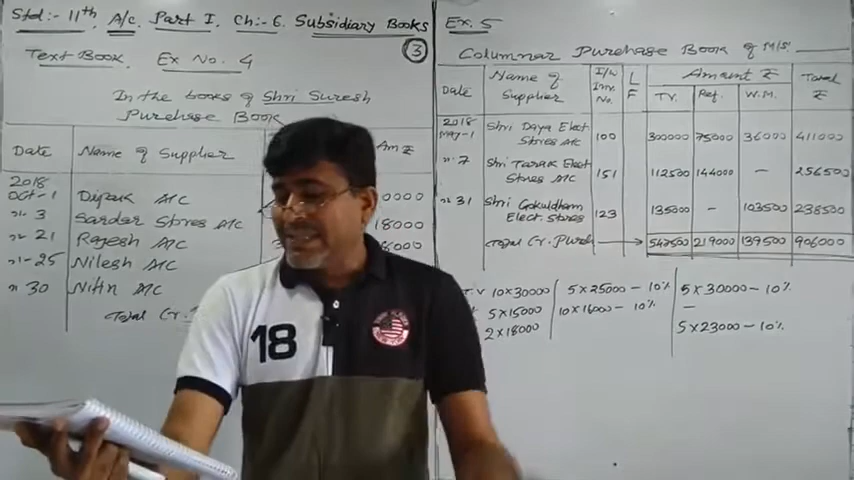 Std:- 11th A/c. Part I. Ch:- 6. Subsidiary Books
3
Text Book. Ex No. 4
In the books of Shri Suresh
Purchase Book
Date Name of Supplier Am ₹
2018
Oct-1 Dipak A/c 0000
"- 3 Sardar Stores A/c 18000
"- 21 Rajesh A/c 6000
"- 25 Nilesh A/c
"- 30 Nitin A/c
Total Cr.
Ex. 5
Columnar Purchase Book of M/s
Date Name of Supplier I/W Inv. No. L F Amount ₹ Total ₹
T.V. Ref. W.M.
2018
May-1 Shri Daya Elect Stores A/c 100 300000 75000 36000 411000
"- 7 Shri Tarak Elect Stores A/c 151 112500 144000 — 256500
"- 31 Shri Gokuldham Elect. Stores 123 135000 - 103500 238500
Total Cr. Purch → 547500 219000 139500 906000
T.V 10 x 30000 5 x 25000 - 10% 5 x 30000 - 10%
5 x 15000 10 x 16000 - 10% —
2 x 18000 5 x 23000 - 10%
18